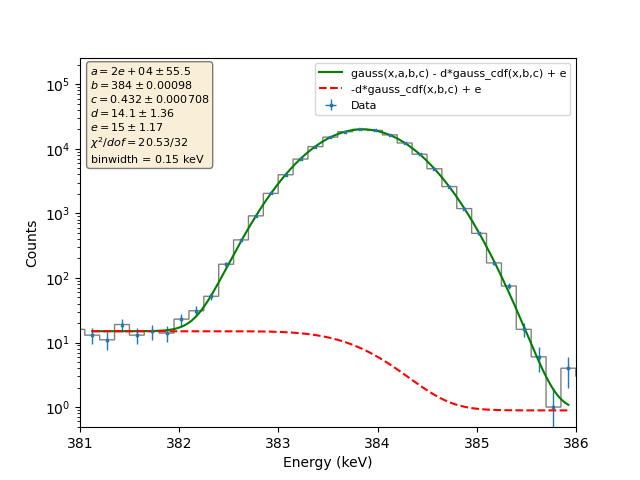 a = 2e + 04 ± 55.5
b = 384 ± 0.00098
c = 0.432 ± 0.000708
d = 14.1 ± 1.36
e = 15 ± 1.17
χ²/dof = 20.53/32
binwidth = 0.15 keV
gauss(x,a,b,c) - d*gauss_cdf(x,b,c) + e
-d*gauss_cdf(x,b,c) + e
Data
Counts
10⁵
10⁴
10³
10²
10¹
10⁰
381 382 383 384 385 386
Energy (keV)